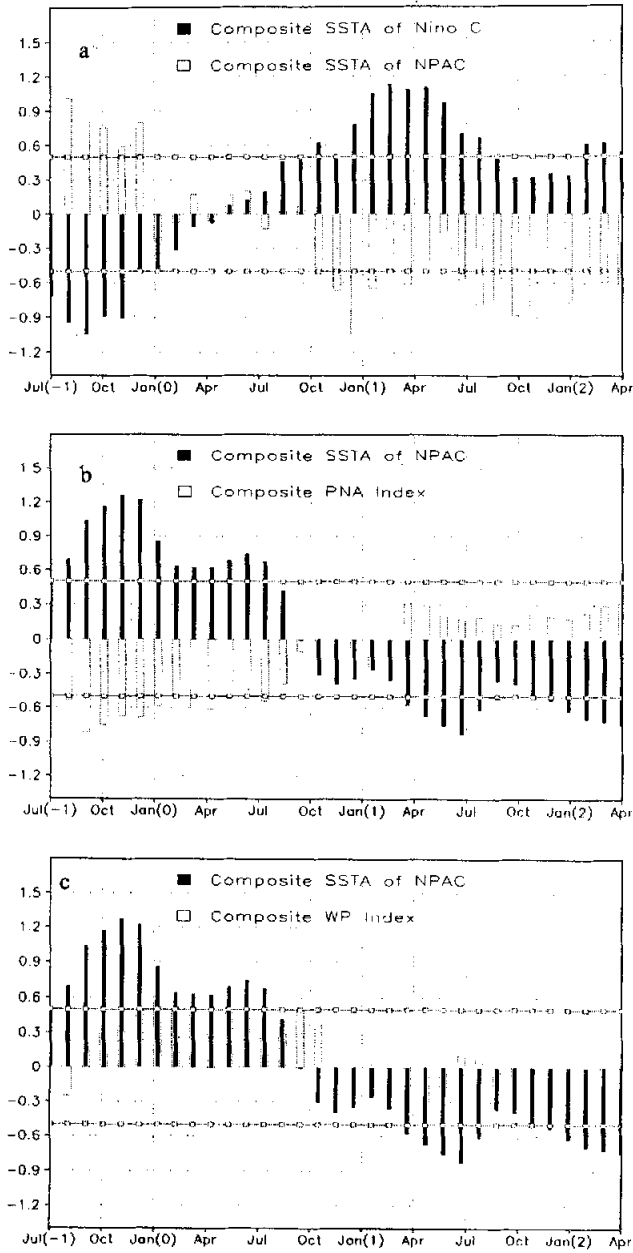 a
Composite SSTA of Nino C
Composite SSTA of NPAC
1.5
1.2
0.9
0.6
0.3
0
-0.3
-0.6
-0.9
-1.2
Jul(-1) Oct Jan(0) Apr Jul Oct Jan(1) Apr Jul Oct Jan(2) Apr
b
Composite SSTA of NPAC
Composite PNA Index
1.5
1.2
0.9
0.6
0.3
0
-0.3
-0.6
-0.9
-1.2
Jul(-1) Oct Jan(0) Apr Jul Oct Jan(1) Apr Jul Oct Jan(2) Apr
c
Composite SSTA of NPAC
Composite WP Index
1.5
1.2
0.9
0.6
0.3
0
-0.3
-0.6
-0.9
-1.2
Jul(-1) Oct Jan(0) Apr Jul Oct Jan(1) Apr Jul Oct Jan(2) Apr